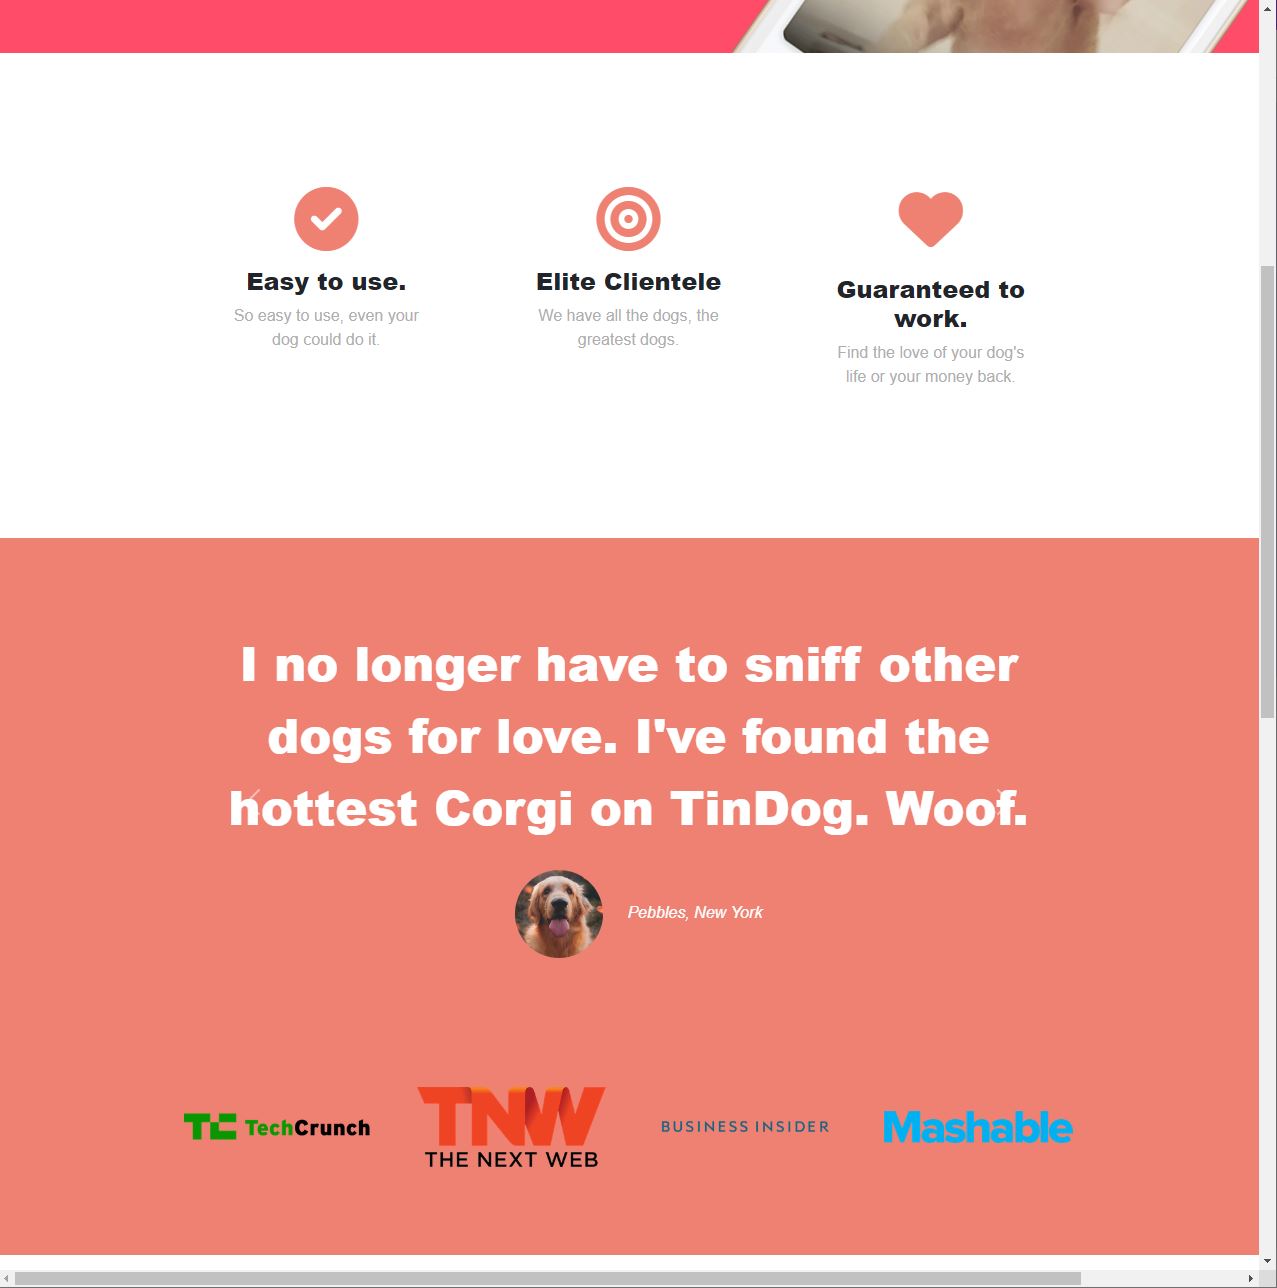 Easy to use.
So easy to use, even your
dog could do it.
Elite Clientele
We have all the dogs, the
greatest dogs.
Guaranteed to
work.
Find the love of your dog's
life or your money back.
I no longer have to sniff other
dogs for love. I've found the
hottest Corgi on TinDog. Woof.
Pebbles, New York
TC TechCrunch
TNW
THE NEXT WEB
BUSINESS INSIDER
Mashable